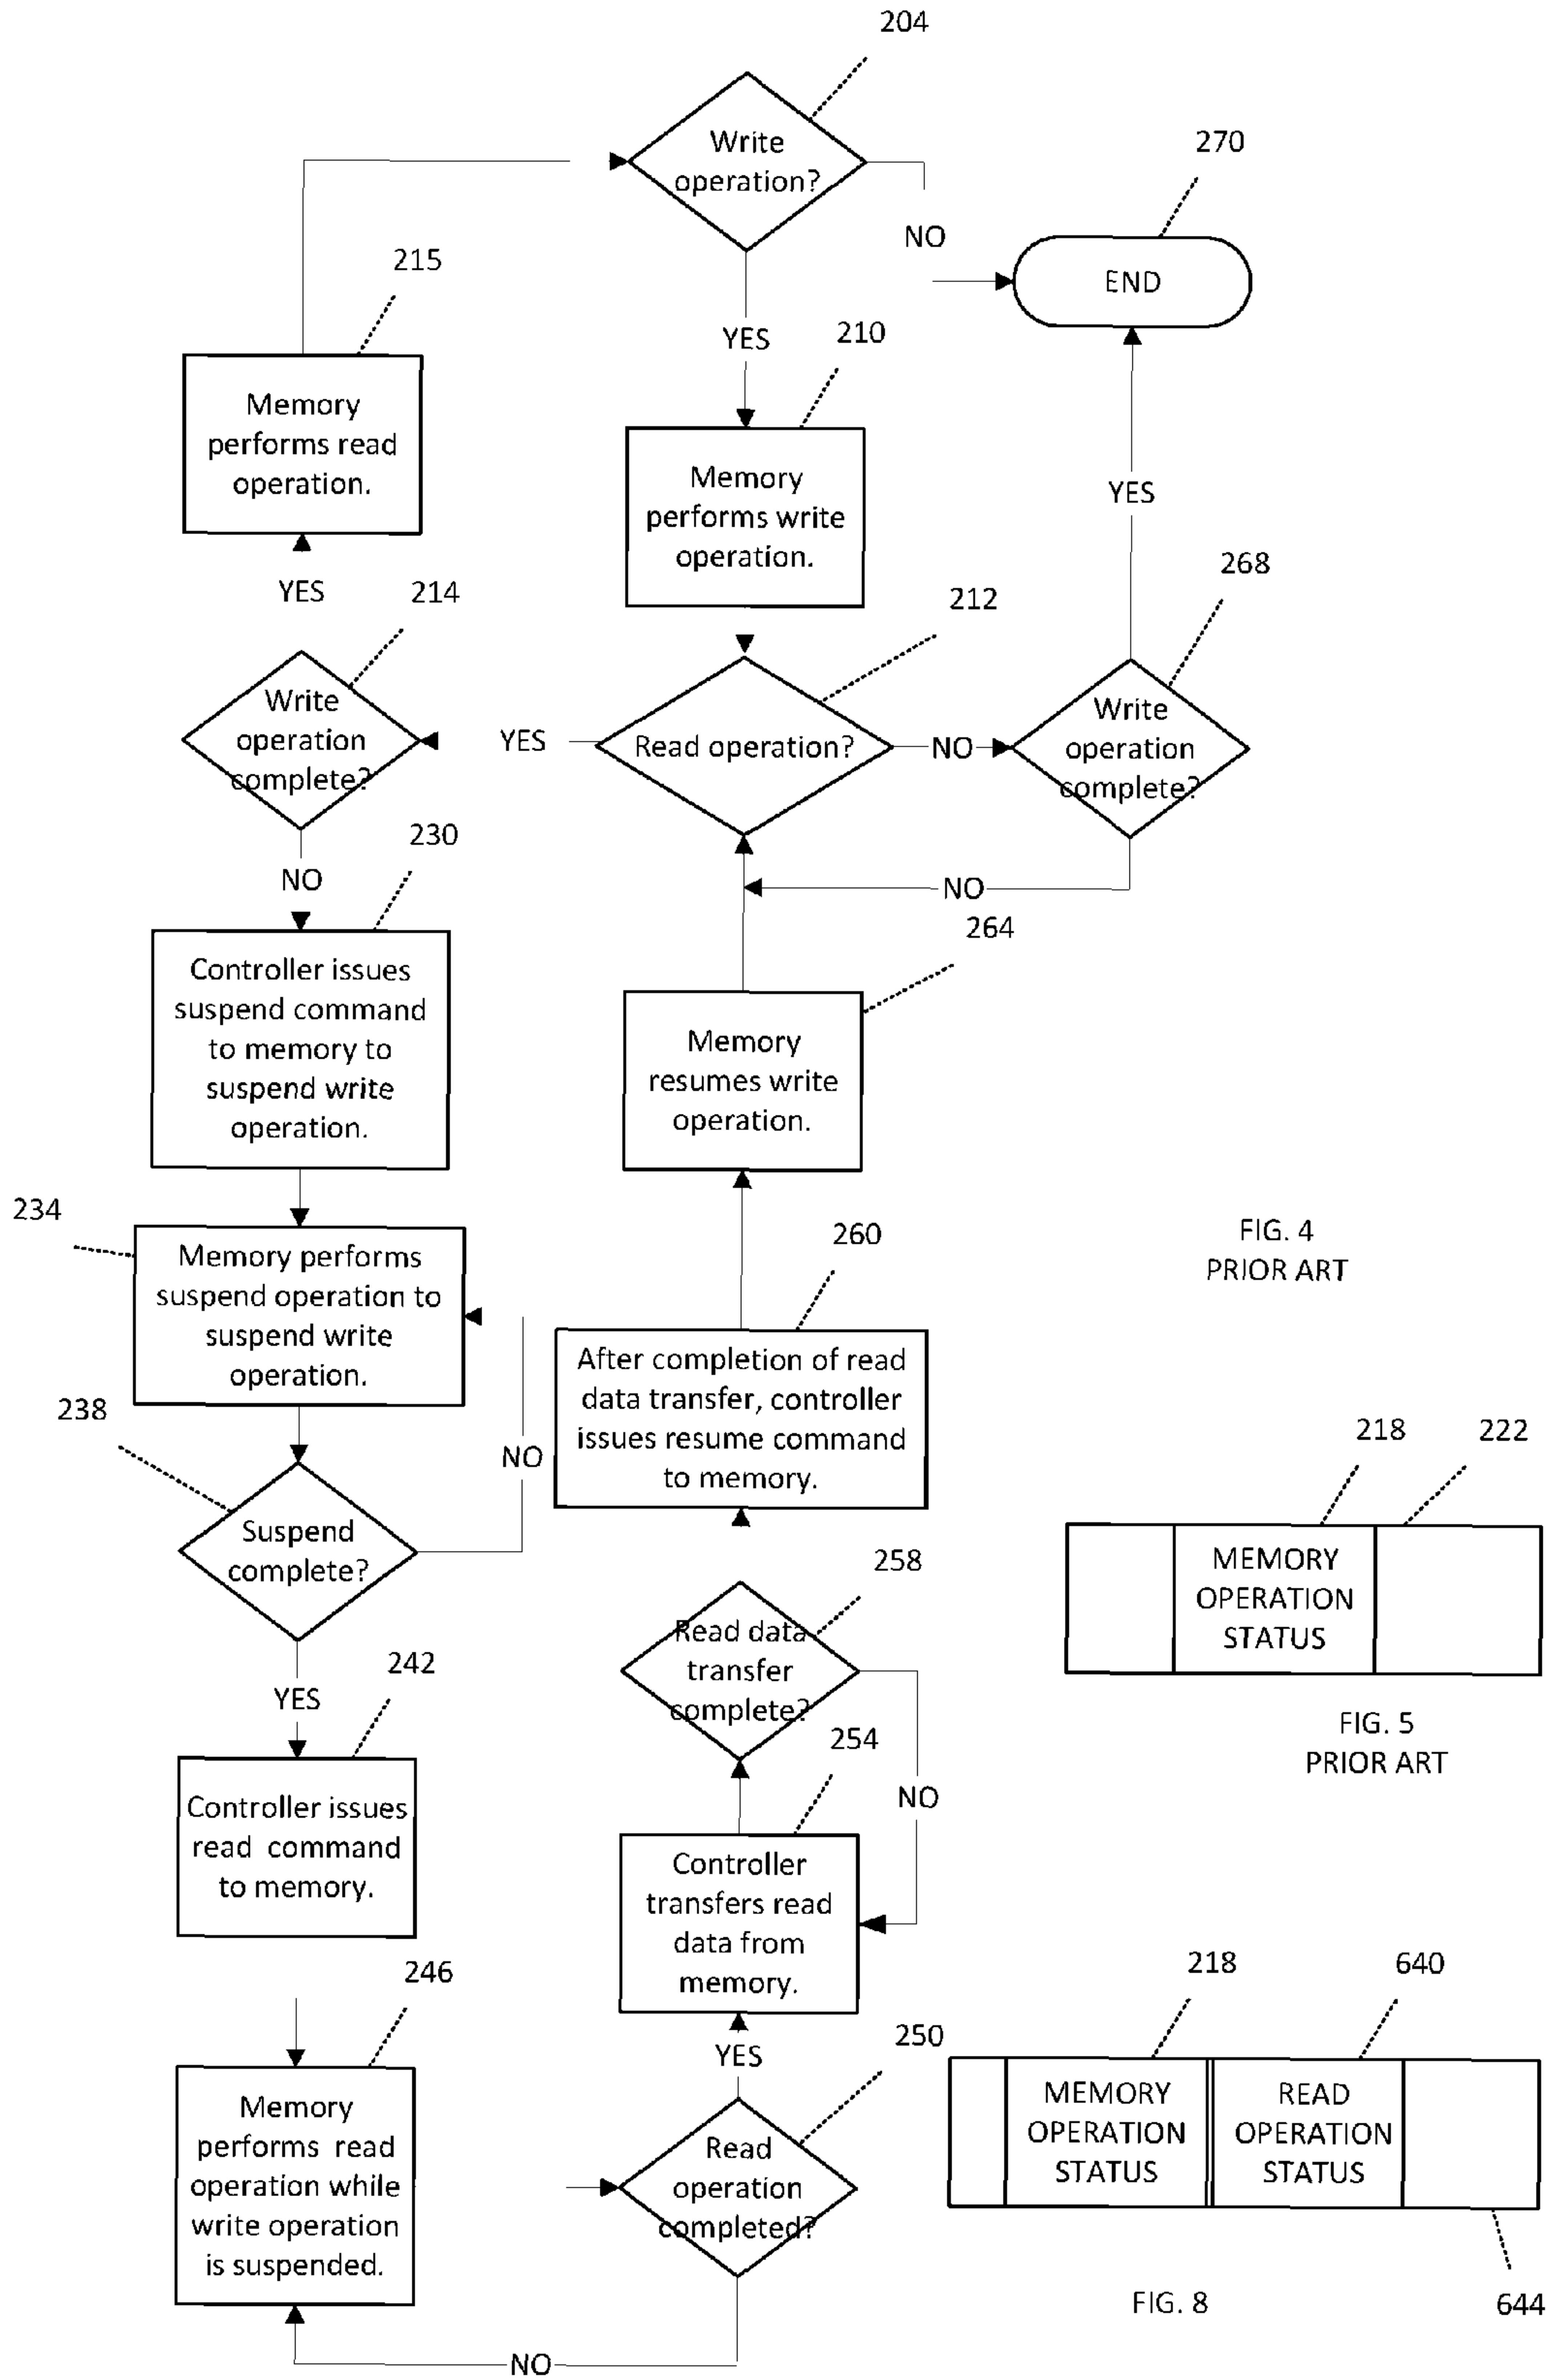 204
Write
operation?
NO
270
END
215
Memory
performs read
operation.
YES
210
Memory
performs write
operation.
YES
YES
214
Write
operation
complete?
212
Read operation?
YES
NO
268
Write
operation
complete?
NO
NO
230
Controller issues
suspend command
to memory to
suspend write
operation.
264
Memory
resumes write
operation.
234
Memory performs
suspend operation to
suspend write
operation.
260
After completion of read
data transfer, controller
issues resume command
to memory.
FIG. 4
PRIOR ART
238
Suspend
complete?
NO
YES
258
Read data
transfer
complete?
NO
218
222
MEMORY
OPERATION
STATUS
FIG. 5
PRIOR ART
242
Controller issues
read command
to memory.
254
Controller
transfers read
data from
memory.
YES
246
Memory
performs read
operation while
write operation
is suspended.
250
Read
operation
completed?
NO
218
640
MEMORY
OPERATION
STATUS
READ
OPERATION
STATUS
644
FIG. 8